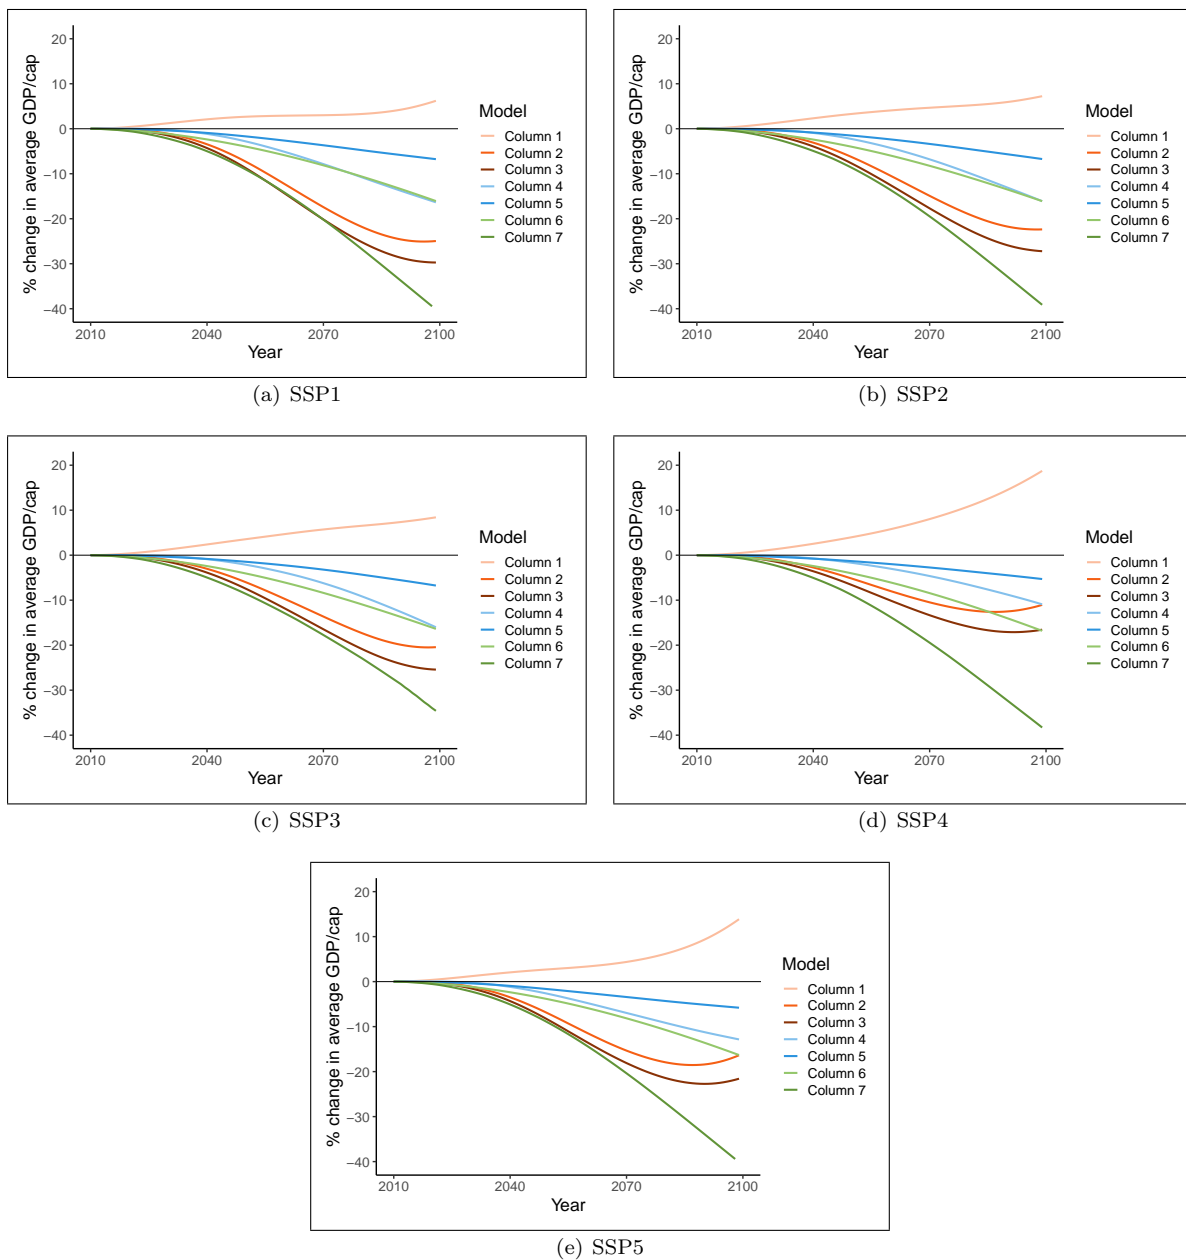 % change in average GDP/cap
20
10
0
−10
−20
−30
−40
2010 2040 2070 2100
Year
Model
Column 1
Column 2
Column 3
Column 4
Column 5
Column 6
Column 7
(a) SSP1
% change in average GDP/cap
20
10
0
−10
−20
−30
−40
2010 2040 2070 2100
Year
Model
Column 1
Column 2
Column 3
Column 4
Column 5
Column 6
Column 7
(b) SSP2
% change in average GDP/cap
20
10
0
−10
−20
−30
−40
2010 2040 2070 2100
Year
Model
Column 1
Column 2
Column 3
Column 4
Column 5
Column 6
Column 7
(c) SSP3
% change in average GDP/cap
20
10
0
−10
−20
−30
−40
2010 2040 2070 2100
Year
Model
Column 1
Column 2
Column 3
Column 4
Column 5
Column 6
Column 7
(d) SSP4
% change in average GDP/cap
20
10
0
−10
−20
−30
−40
2010 2040 2070 2100
Year
Model
Column 1
Column 2
Column 3
Column 4
Column 5
Column 6
Column 7
(e) SSP5